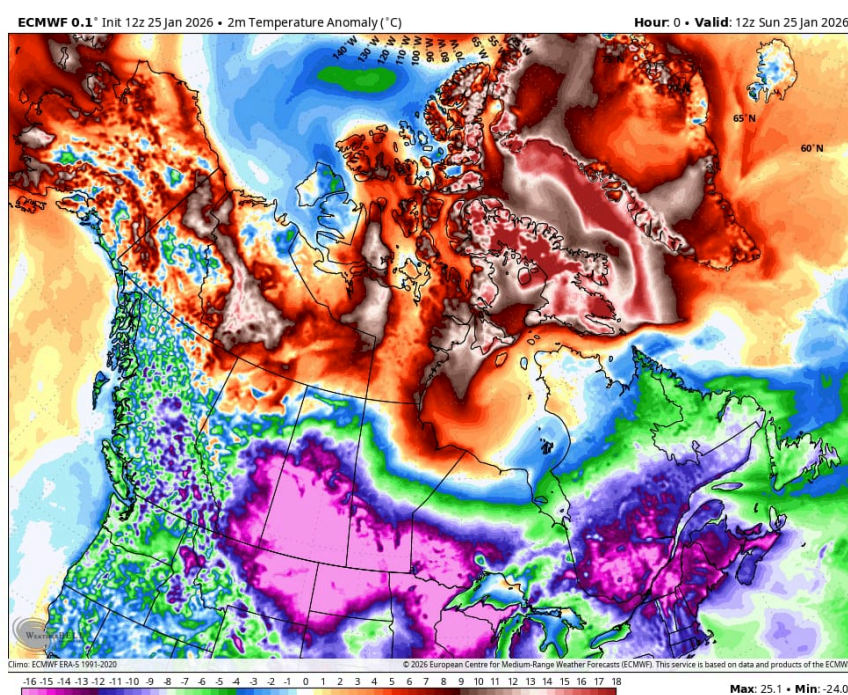 ECMWF 0.1° Init 12z 25 Jan 2026 • 2m Temperature Anomaly (°C)
Hour: 0 • Valid: 12z Sun 25 Jan 2026
140°W 130°W 120°W 110°W 100°W 90°W 80°W 70°W 65°W 55°W
65°N
60°N
WeatherBELL
Climo: ECMWF ERA-5 1991-2020
© 2026 European Centre for Medium-Range Weather Forecasts (ECMWF). This service is based on data and products of the ECMW
-16 -15 -14 -13 -12 -11 -10 -9 -8 -7 -6 -5 -4 -3 -2 -1 0 1 2 3 4 5 6 7 8 9 10 11 12 13 14 15 16 17 18
Max: 25.1 • Min: -24.0